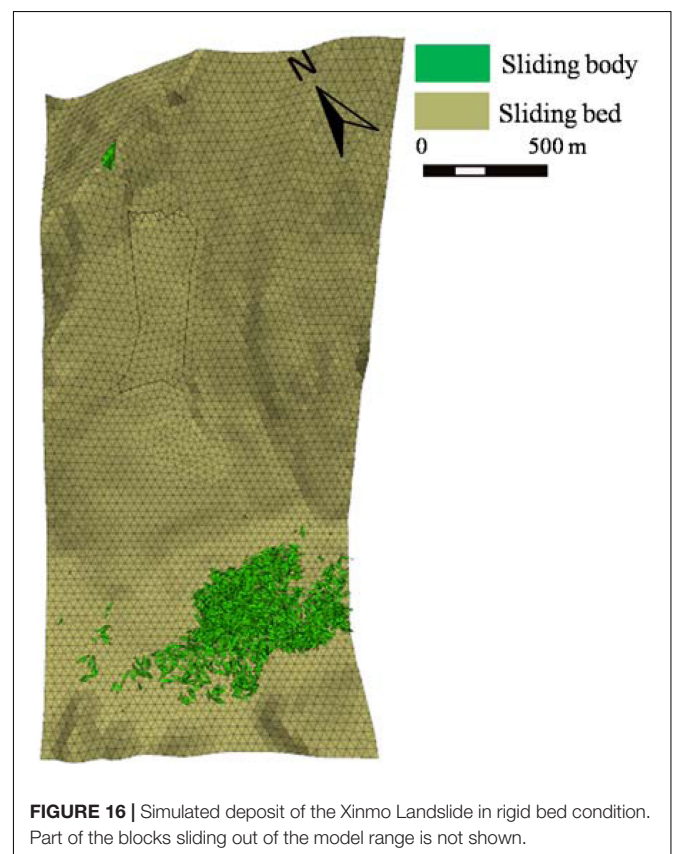 N
Sliding body
Sliding bed
0 500 m
FIGURE 16 | Simulated deposit of the Xinmo Landslide in rigid bed condition.
Part of the blocks sliding out of the model range is not shown.